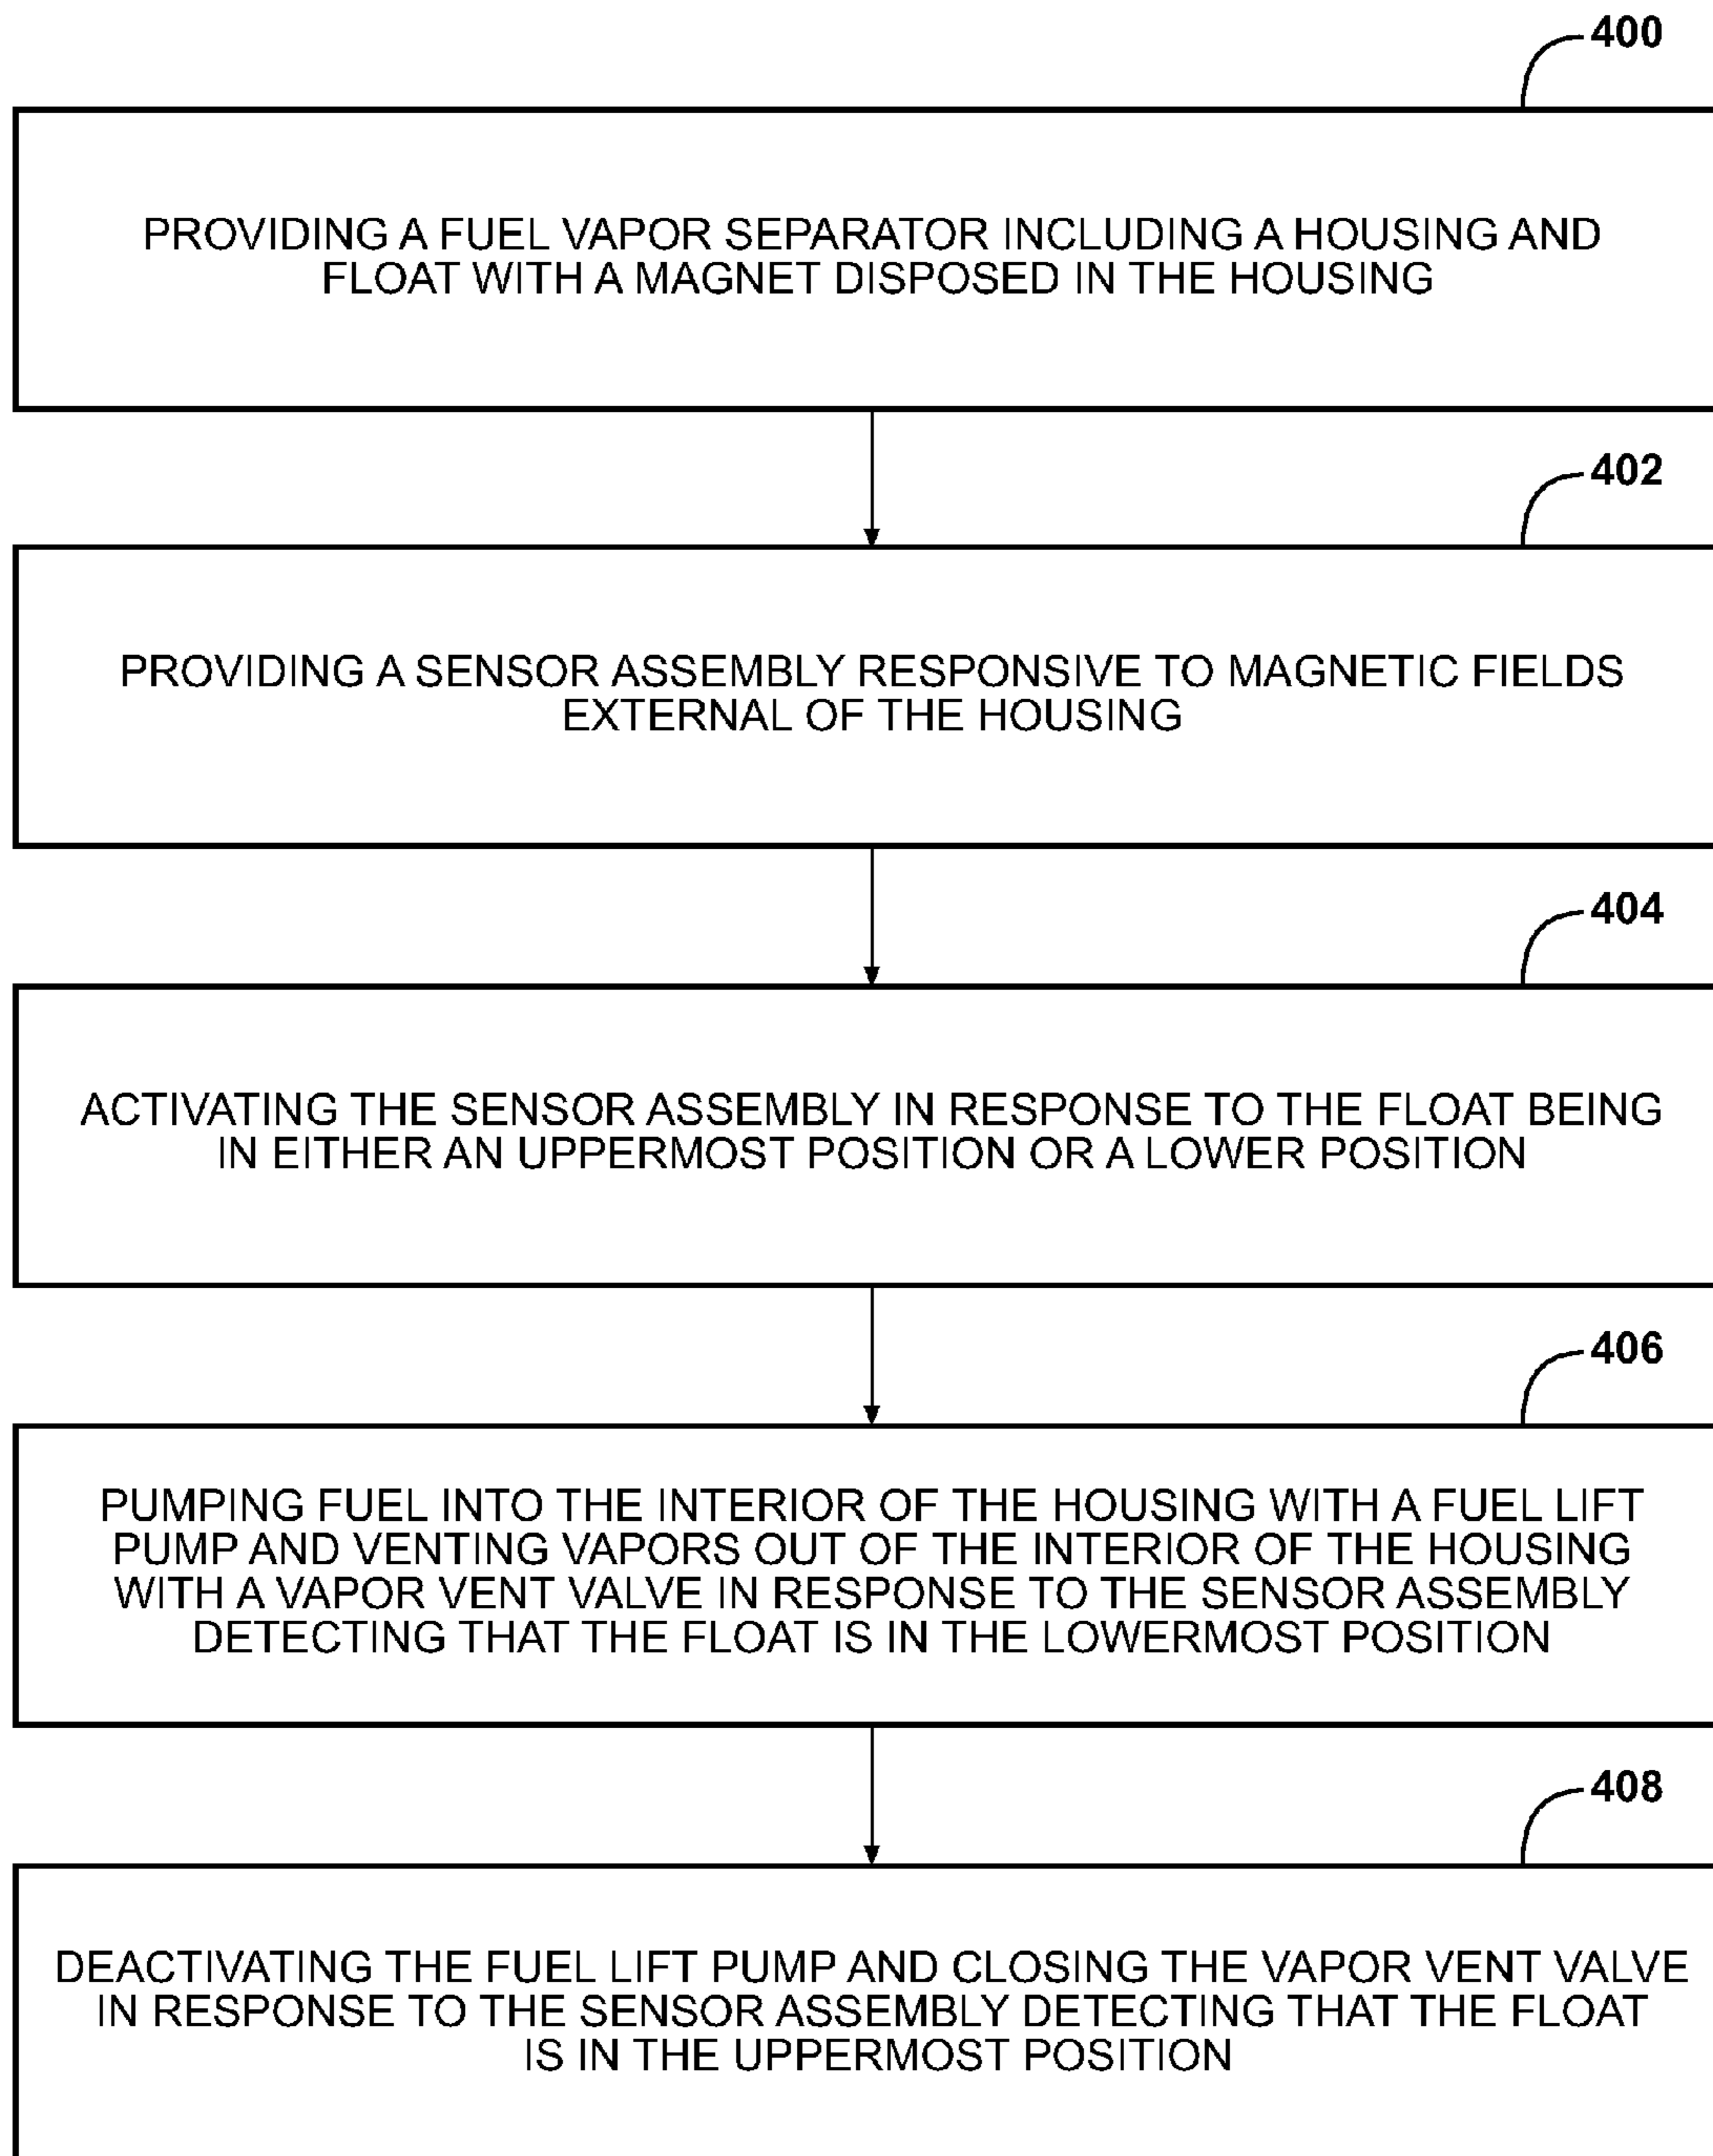 400
PROVIDING A FUEL VAPOR SEPARATOR INCLUDING A HOUSING AND
FLOAT WITH A MAGNET DISPOSED IN THE HOUSING
402
PROVIDING A SENSOR ASSEMBLY RESPONSIVE TO MAGNETIC FIELDS
EXTERNAL OF THE HOUSING
404
ACTIVATING THE SENSOR ASSEMBLY IN RESPONSE TO THE FLOAT BEING
IN EITHER AN UPPERMOST POSITION OR A LOWER POSITION
406
PUMPING FUEL INTO THE INTERIOR OF THE HOUSING WITH A FUEL LIFT
PUMP AND VENTING VAPORS OUT OF THE INTERIOR OF THE HOUSING
WITH A VAPOR VENT VALVE IN RESPONSE TO THE SENSOR ASSEMBLY
DETECTING THAT THE FLOAT IS IN THE LOWERMOST POSITION
408
DEACTIVATING THE FUEL LIFT PUMP AND CLOSING THE VAPOR VENT VALVE
IN RESPONSE TO THE SENSOR ASSEMBLY DETECTING THAT THE FLOAT
IS IN THE UPPERMOST POSITION